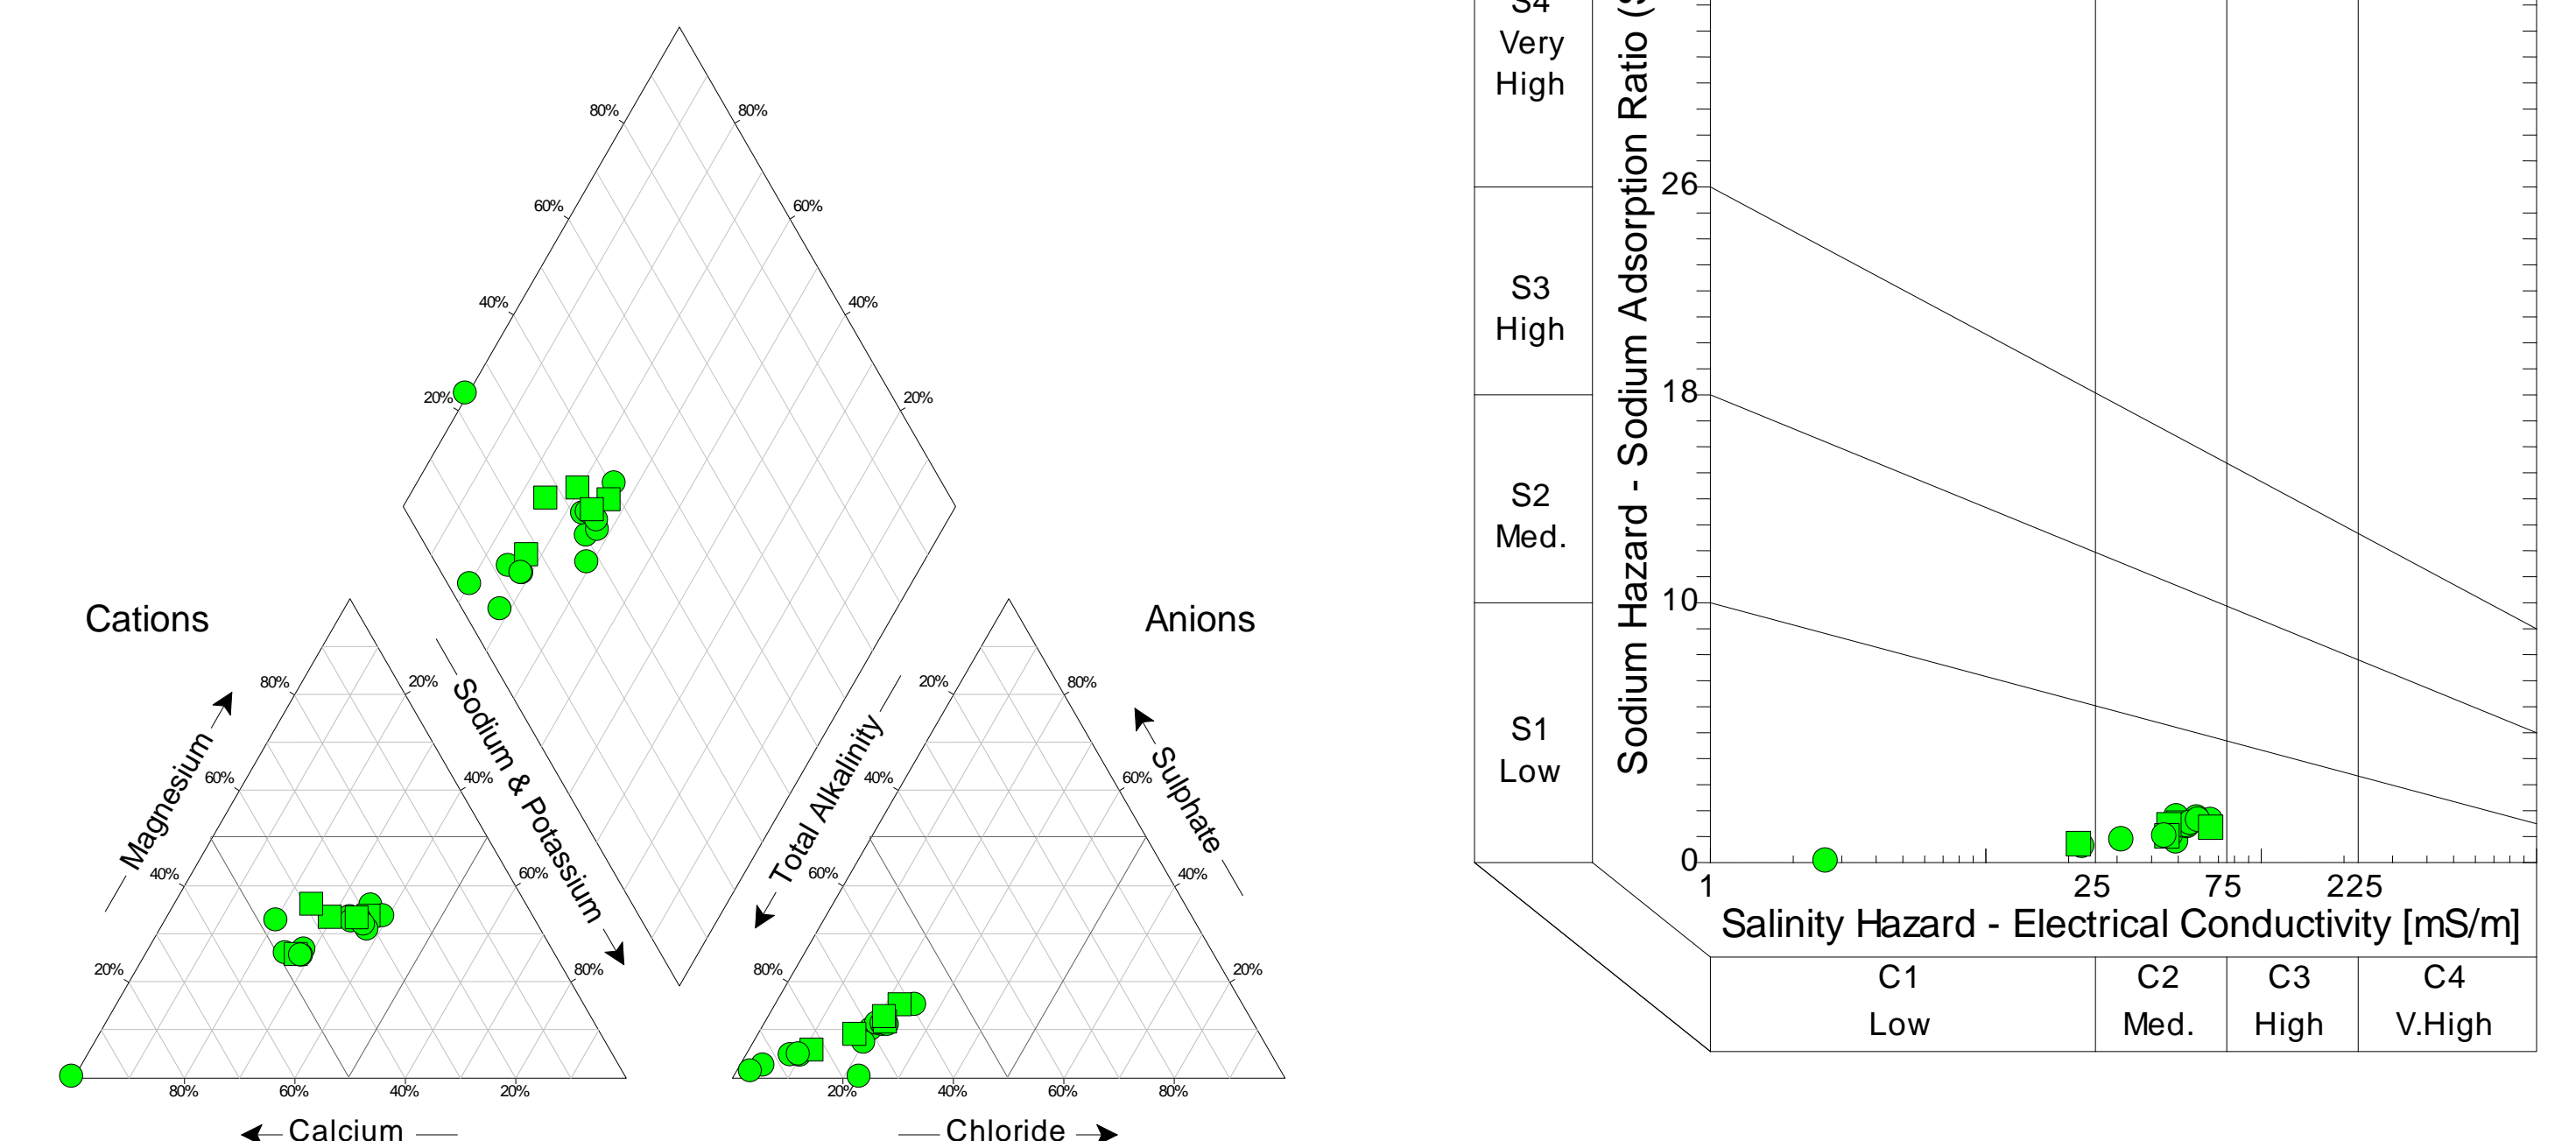 80%
80%
60%
60%
40%
40%
20%
20%
Cations
Anions
Magnesium
Sodium & Potassium
Total Alkalinity
Sulphate
80%
20%
60%
40%
40%
60%
20%
80%
20%
80%
40%
60%
60%
40%
80%
20%
80%
60%
40%
20%
20%
40%
60%
80%
Calcium
Chloride
S4
Very
High
S3
High
S2
Med.
S1
Low
Sodium Hazard - Sodium Adsorption Ratio (S
26
18
10
0
1
25
75
225
Salinity Hazard - Electrical Conductivity [mS/m]
C1
Low
C2
Med.
C3
High
C4
V.High